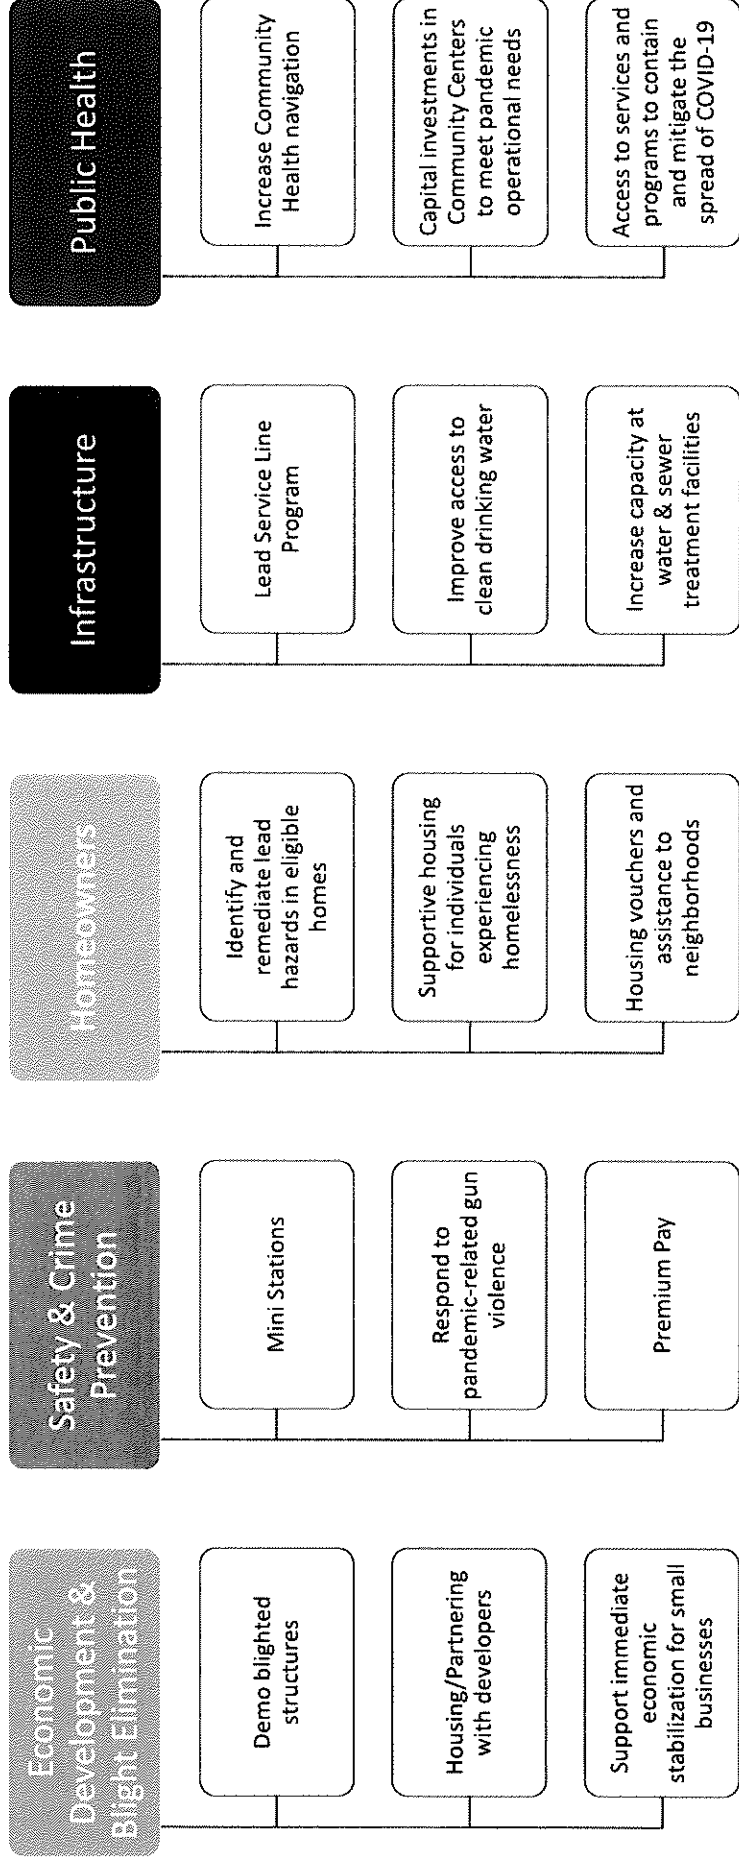 Economic
Development &
Blight Elimination
Demo blighted
structures
Housing/Partnering
with developers
Support immediate
economic
stabilization for small
businesses
Safety & Crime
Prevention
Mini Stations
Respond to
pandemic-related gun
violence
Premium Pay
Homeowners
Identify and
remediate lead
hazards in eligible
homes
Supportive housing
for individuals
experiencing
homelessness
Housing vouchers and
assistance to
neighborhoods
Infrastructure
Lead Service Line
Program
Improve access to
clean drinking water
Increase capacity at
water & sewer
treatment facilities
Public Health
Increase Community
Health navigation
Capital investments in
Community Centers
to meet pandemic
operational needs
Access to services and
programs to contain
and mitigate the
spread of COVID-19